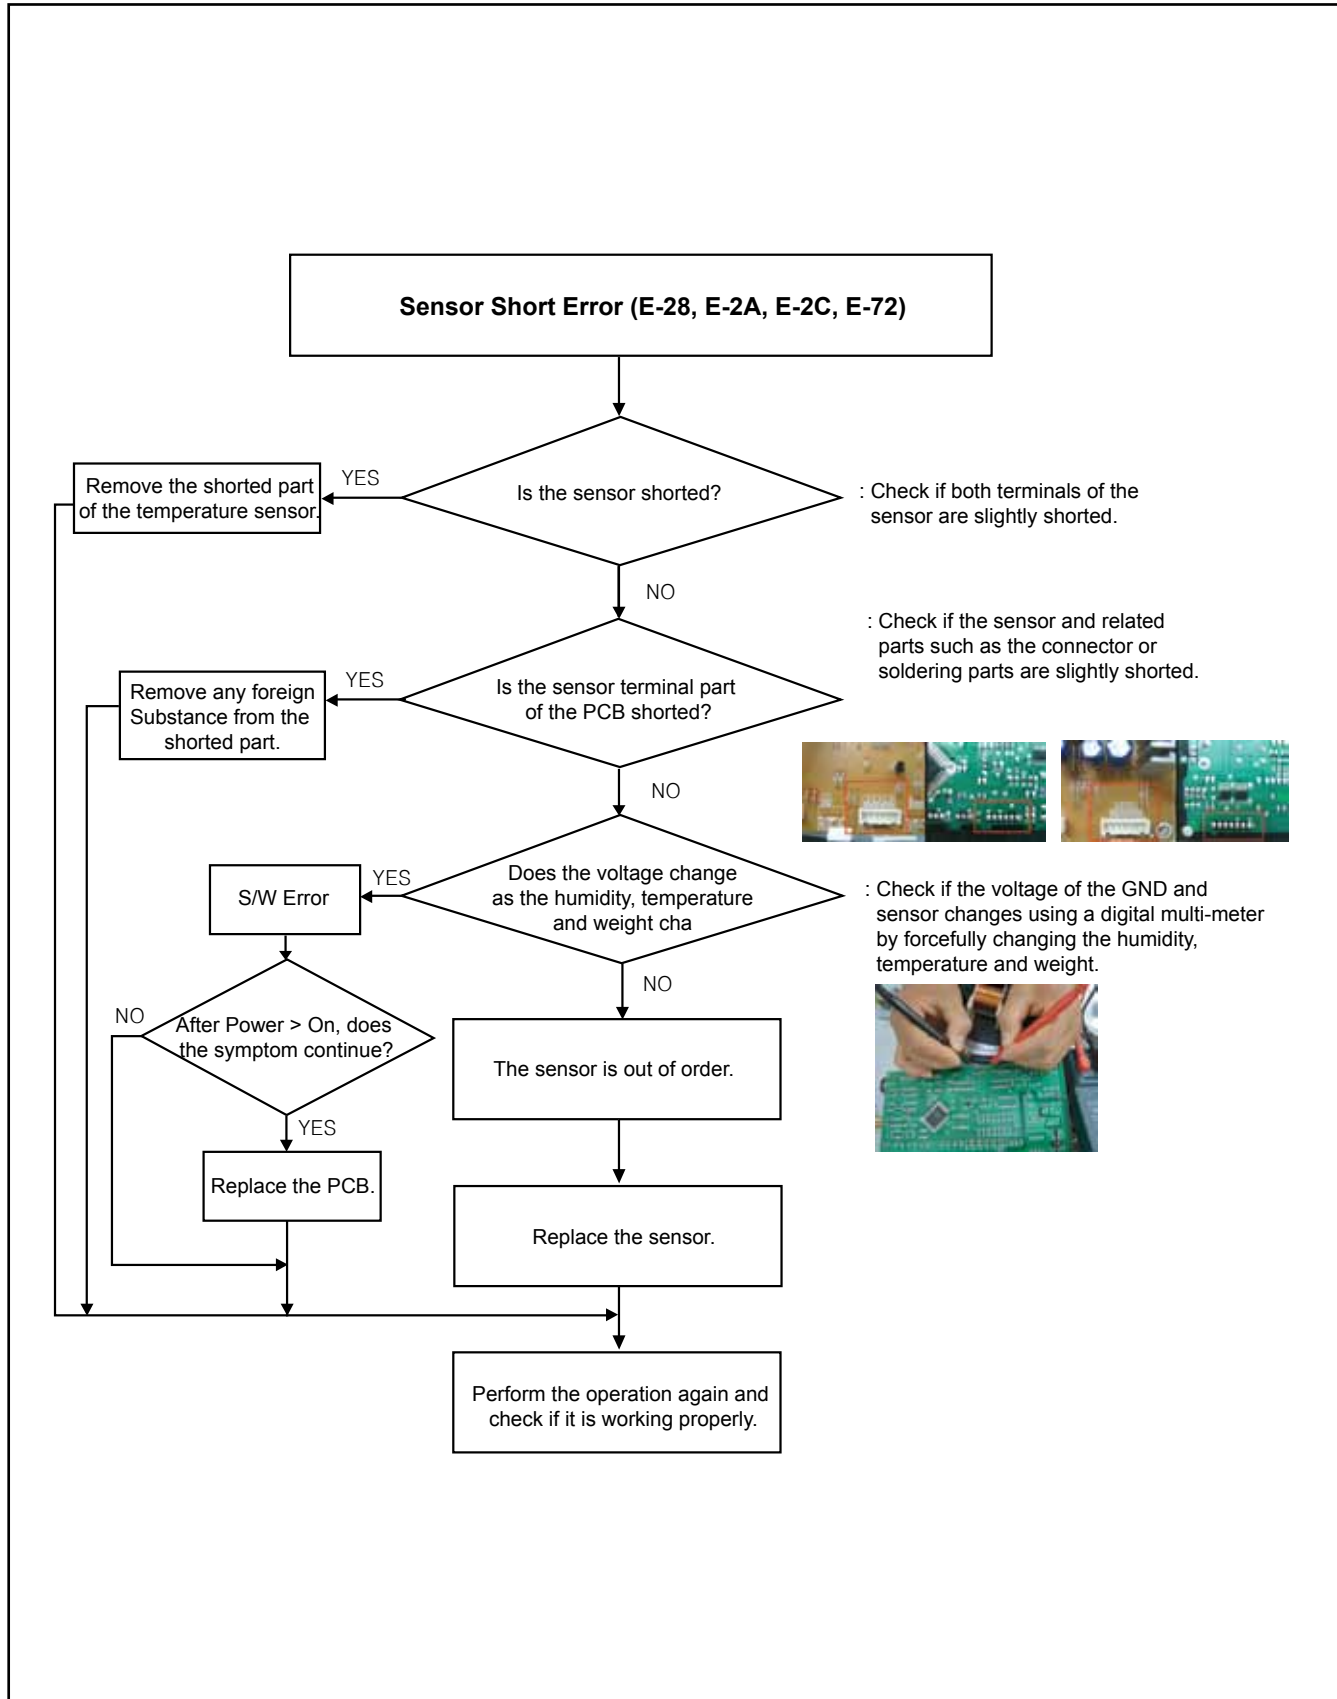 Sensor Short Error (E-28, E-2A, E-2C, E-72)
Is the sensor shorted?
YES
Remove the shorted part
of the temperature sensor.
: Check if both terminals of the
sensor are slightly shorted.
NO
Is the sensor terminal part
of the PCB shorted?
YES
Remove any foreign
Substance from the
shorted part.
: Check if the sensor and related
parts such as the connector or
soldering parts are slightly shorted.
NO
Does the voltage change
as the humidity, temperature
and weight cha
YES
S/W Error
: Check if the voltage of the GND and
sensor changes using a digital multi-meter
by forcefully changing the humidity,
temperature and weight.
NO
After Power > On, does
the symptom continue?
NO
YES
Replace the PCB.
The sensor is out of order.
Replace the sensor.
Perform the operation again and
check if it is working properly.